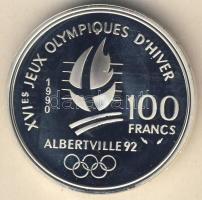 XVIES JEUX OLYMPIQUES D'HIVER
1990
100
FRANCS
ALBERTVILLE 92